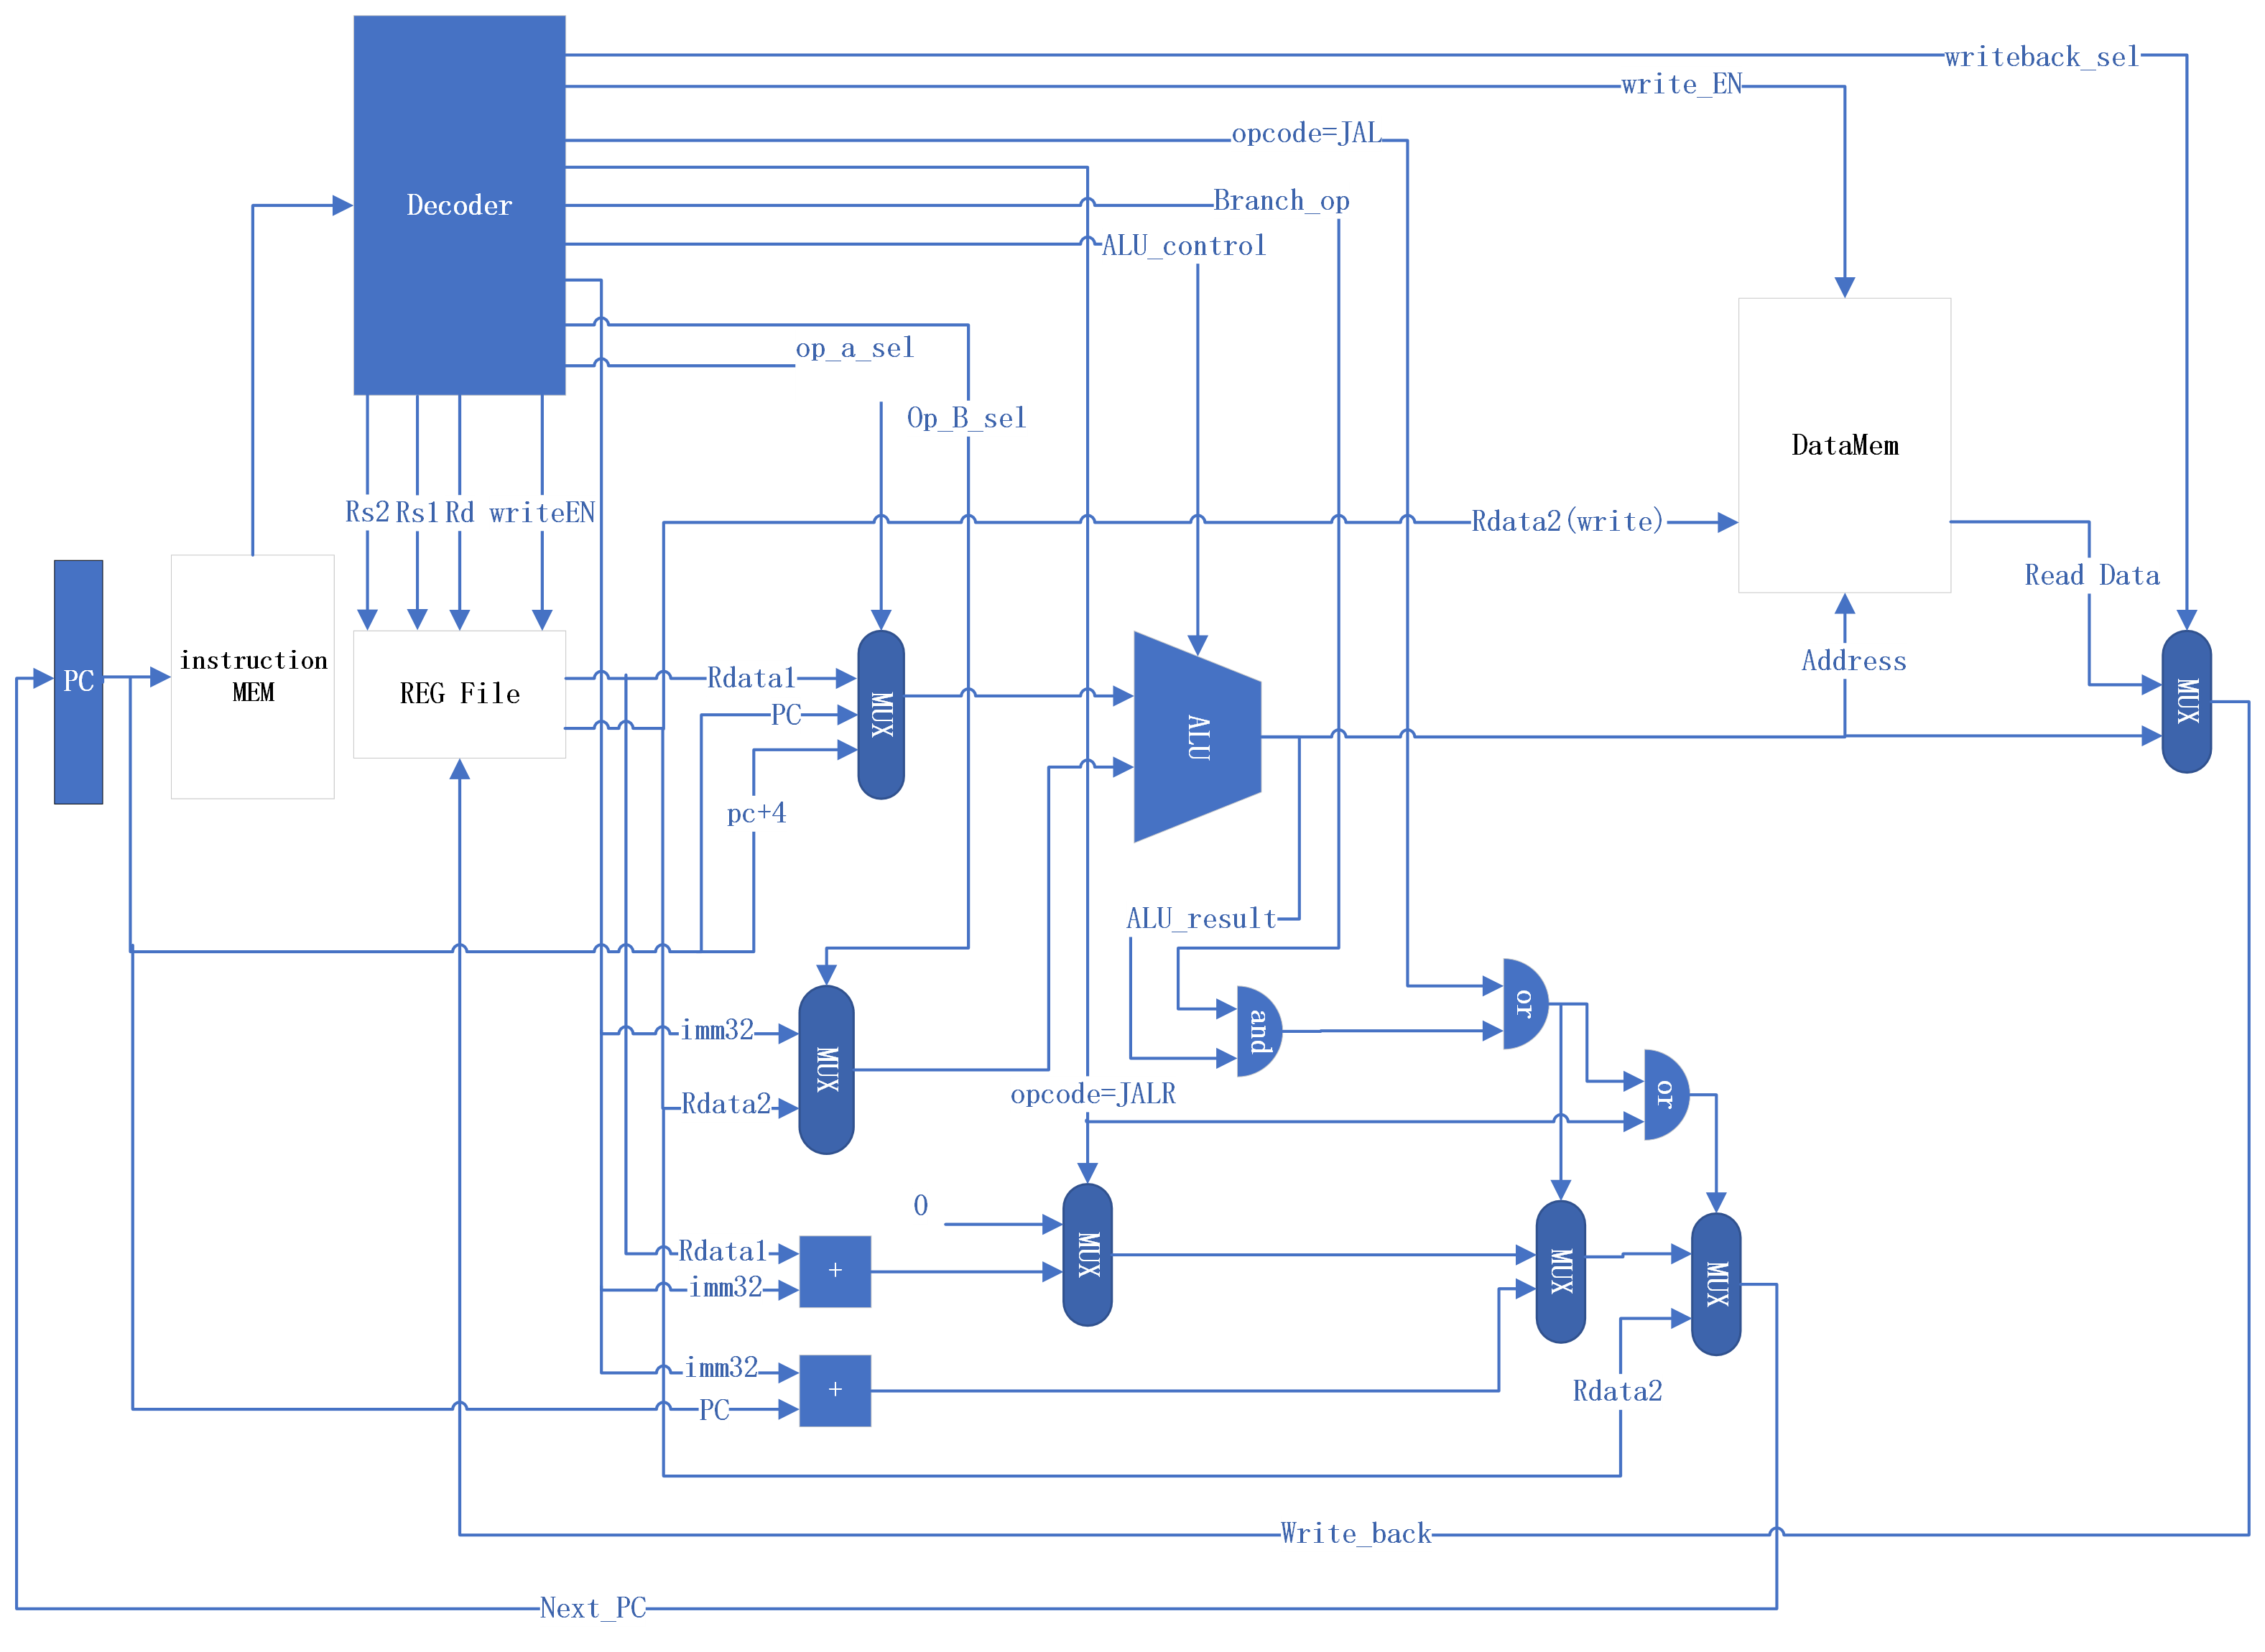 writeback_sel
write_EN
opcode=JAL
Decoder
Branch_op
ALU_control
op_a_sel
Op_B_sel
DataMem
Rs2
Rs1
Rd
writeEN
Rdata2(write)
Read Data
PC
instruction
MEM
REG File
Rdata1
PC
MUX
ALU
Address
MUX
pc+4
ALU_result
imm32
MUX
and
or
Rdata2
opcode=JALR
or
0
Rdata1
imm32
+
MUX
MUX
MUX
imm32
PC
+
Rdata2
Write_back
Next_PC